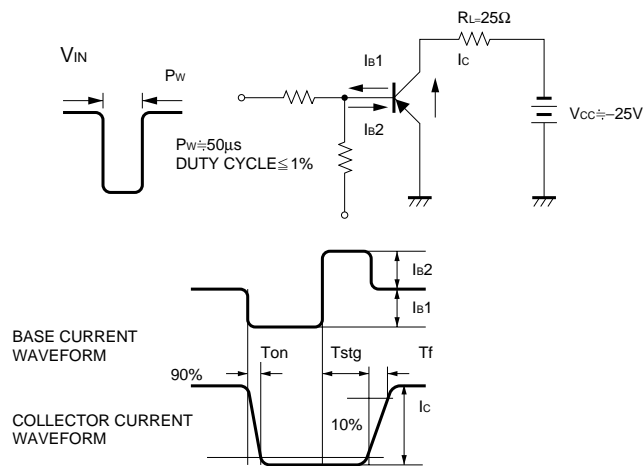 RL=25Ω
VIN
IB1
IC
PW
VCC≒−25V
IB2
PW≒50μs
DUTY CYCLE≦1%
IB2
IB1
BASE CURRENT
WAVEFORM
Ton
Tstg
Tf
90%
IC
COLLECTOR CURRENT
WAVEFORM
10%